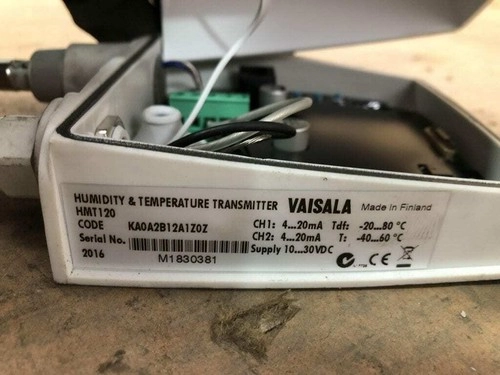 HUMIDITY & TEMPERATURE TRANSMITTER VAISALA Made in Finland
HMT120 CH1: 4...20mA Tdf: -20...80 °C
CODE KA0A2B12A1Z0Z CH2: 4...20mA T: -40...60 °C
Serial No. Supply 10...30VDC
2016 M1830381 CE